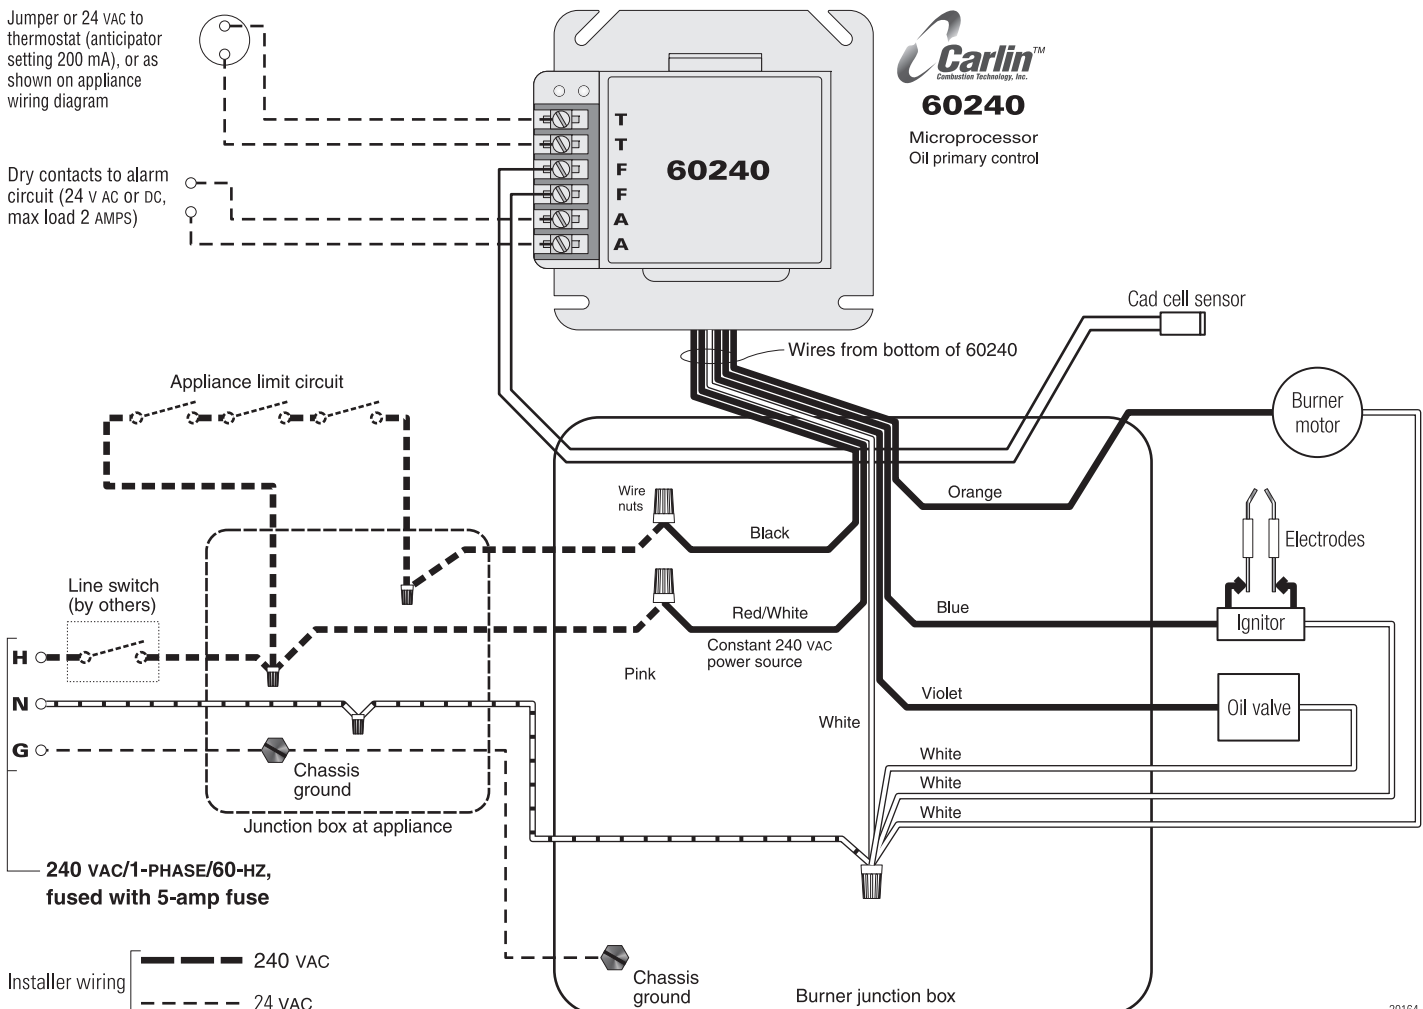 Jumper or 24 VAC to
thermostat (anticipator
setting 200 mA), or as
shown on appliance
wiring diagram
Dry contacts to alarm
circuit (24 V AC or DC,
max load 2 AMPS)
T
T
F
F
A
A
60240
Carlin™
Combustion Technology, Inc.
60240
Microprocessor
Oil primary control
Cad cell sensor
Wires from bottom of 60240
Appliance limit circuit
Burner
motor
Wire
nuts
Orange
Black
Electrodes
Line switch
(by others)
Red/White
Blue
Ignitor
Constant 240 VAC
power source
H
Pink
Violet
N
White
Oil valve
G
White
Chassis
ground
White
White
Junction box at appliance
240 VAC/1-PHASE/60-HZ,
fused with 5-amp fuse
Installer wiring
240 VAC
24 VAC
Chassis
ground
Burner junction box